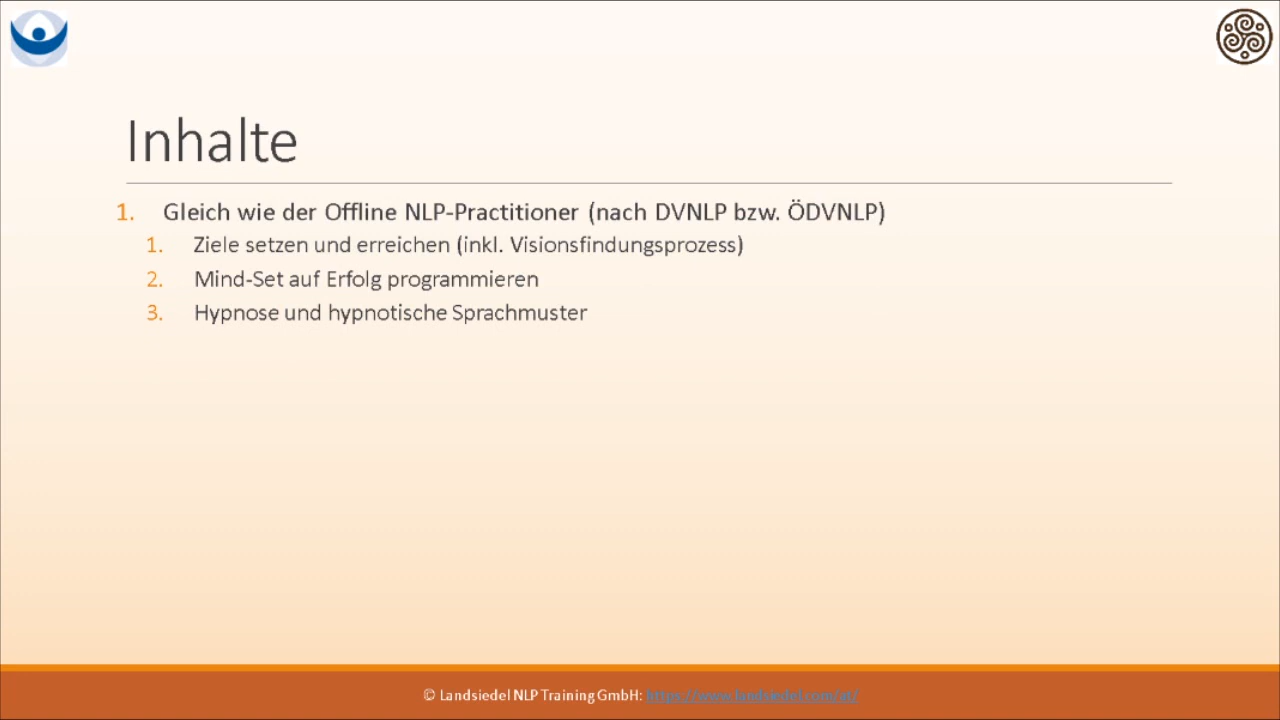 Inhalte
1. Gleich wie der Offline NLP-Practitioner (nach DVNLP bzw. ÖDVNLP)
1. Ziele setzen und erreichen (inkl. Visionsfindungsprozess)
2. Mind-Set auf Erfolg programmieren
3. Hypnose und hypnotische Sprachmuster
© Landsiedel NLP Training GmbH: https://www.landsiedel.com/at/